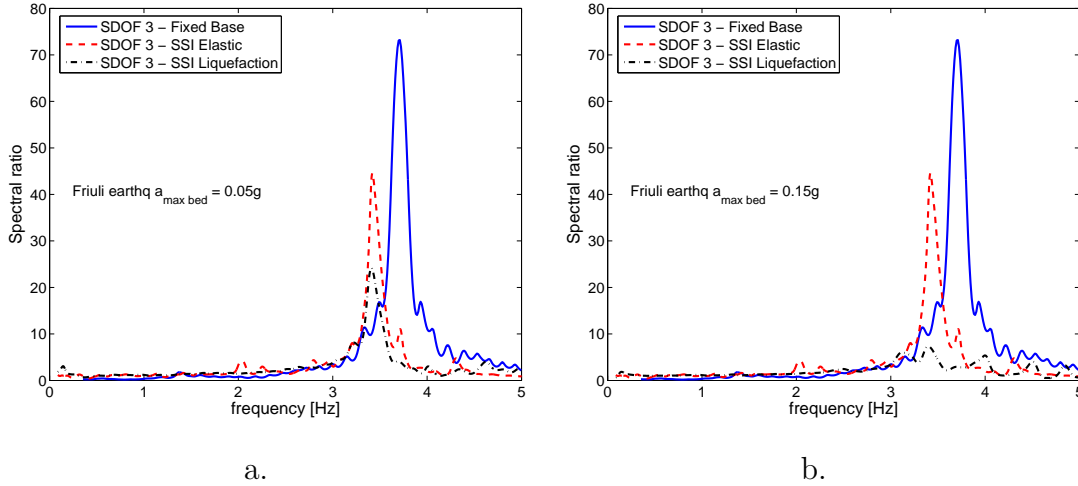 80
70
60
50
40
30
20
10
0
Spectral ratio
SDOF 3 − Fixed Base
SDOF 3 − SSI Elastic
SDOF 3 − SSI Liquefaction
Friuli earthq a max bed = 0.05g
0 1 2 3 4 5
frequency [Hz]
a.
80
70
60
50
40
30
20
10
0
Spectral ratio
SDOF 3 − Fixed Base
SDOF 3 − SSI Elastic
SDOF 3 − SSI Liquefaction
Friuli earthq a max bed = 0.15g
0 1 2 3 4 5
frequency [Hz]
b.